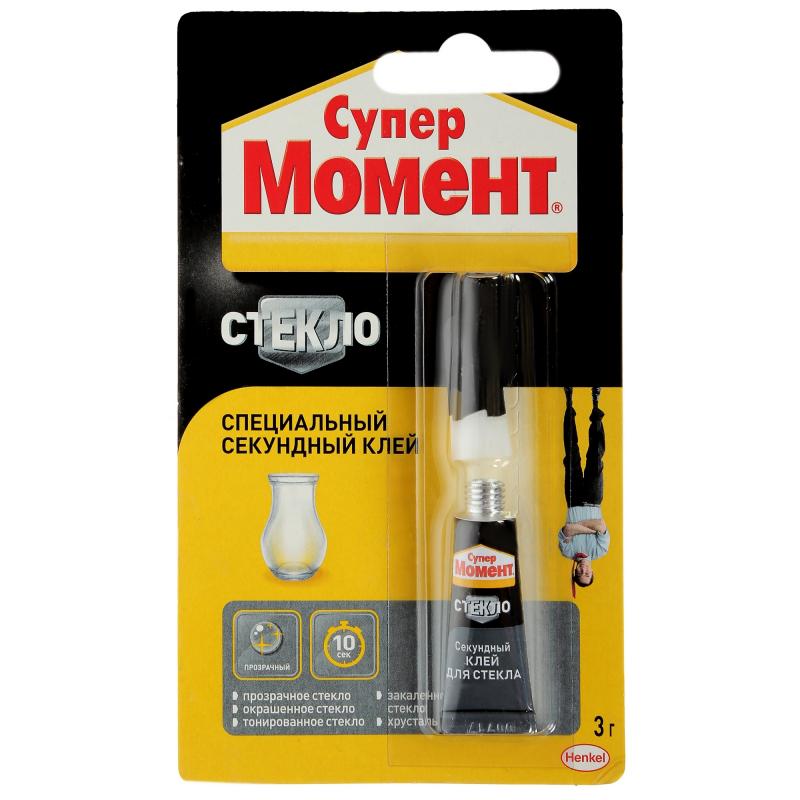 Супер
Момент®
СТЕКЛО
СПЕЦИАЛЬНЫЙ
СЕКУНДНЫЙ КЛЕЙ
Супер
Момент
СТЕКЛО
Секундный
КЛЕЙ
ДЛЯ СТЕКЛА
ПРОЗРАЧНЫЙ
10
сек
прозрачное стекло
окрашенное стекло
тонированное стекло
стекло
хрусталь
3 г
Henkel